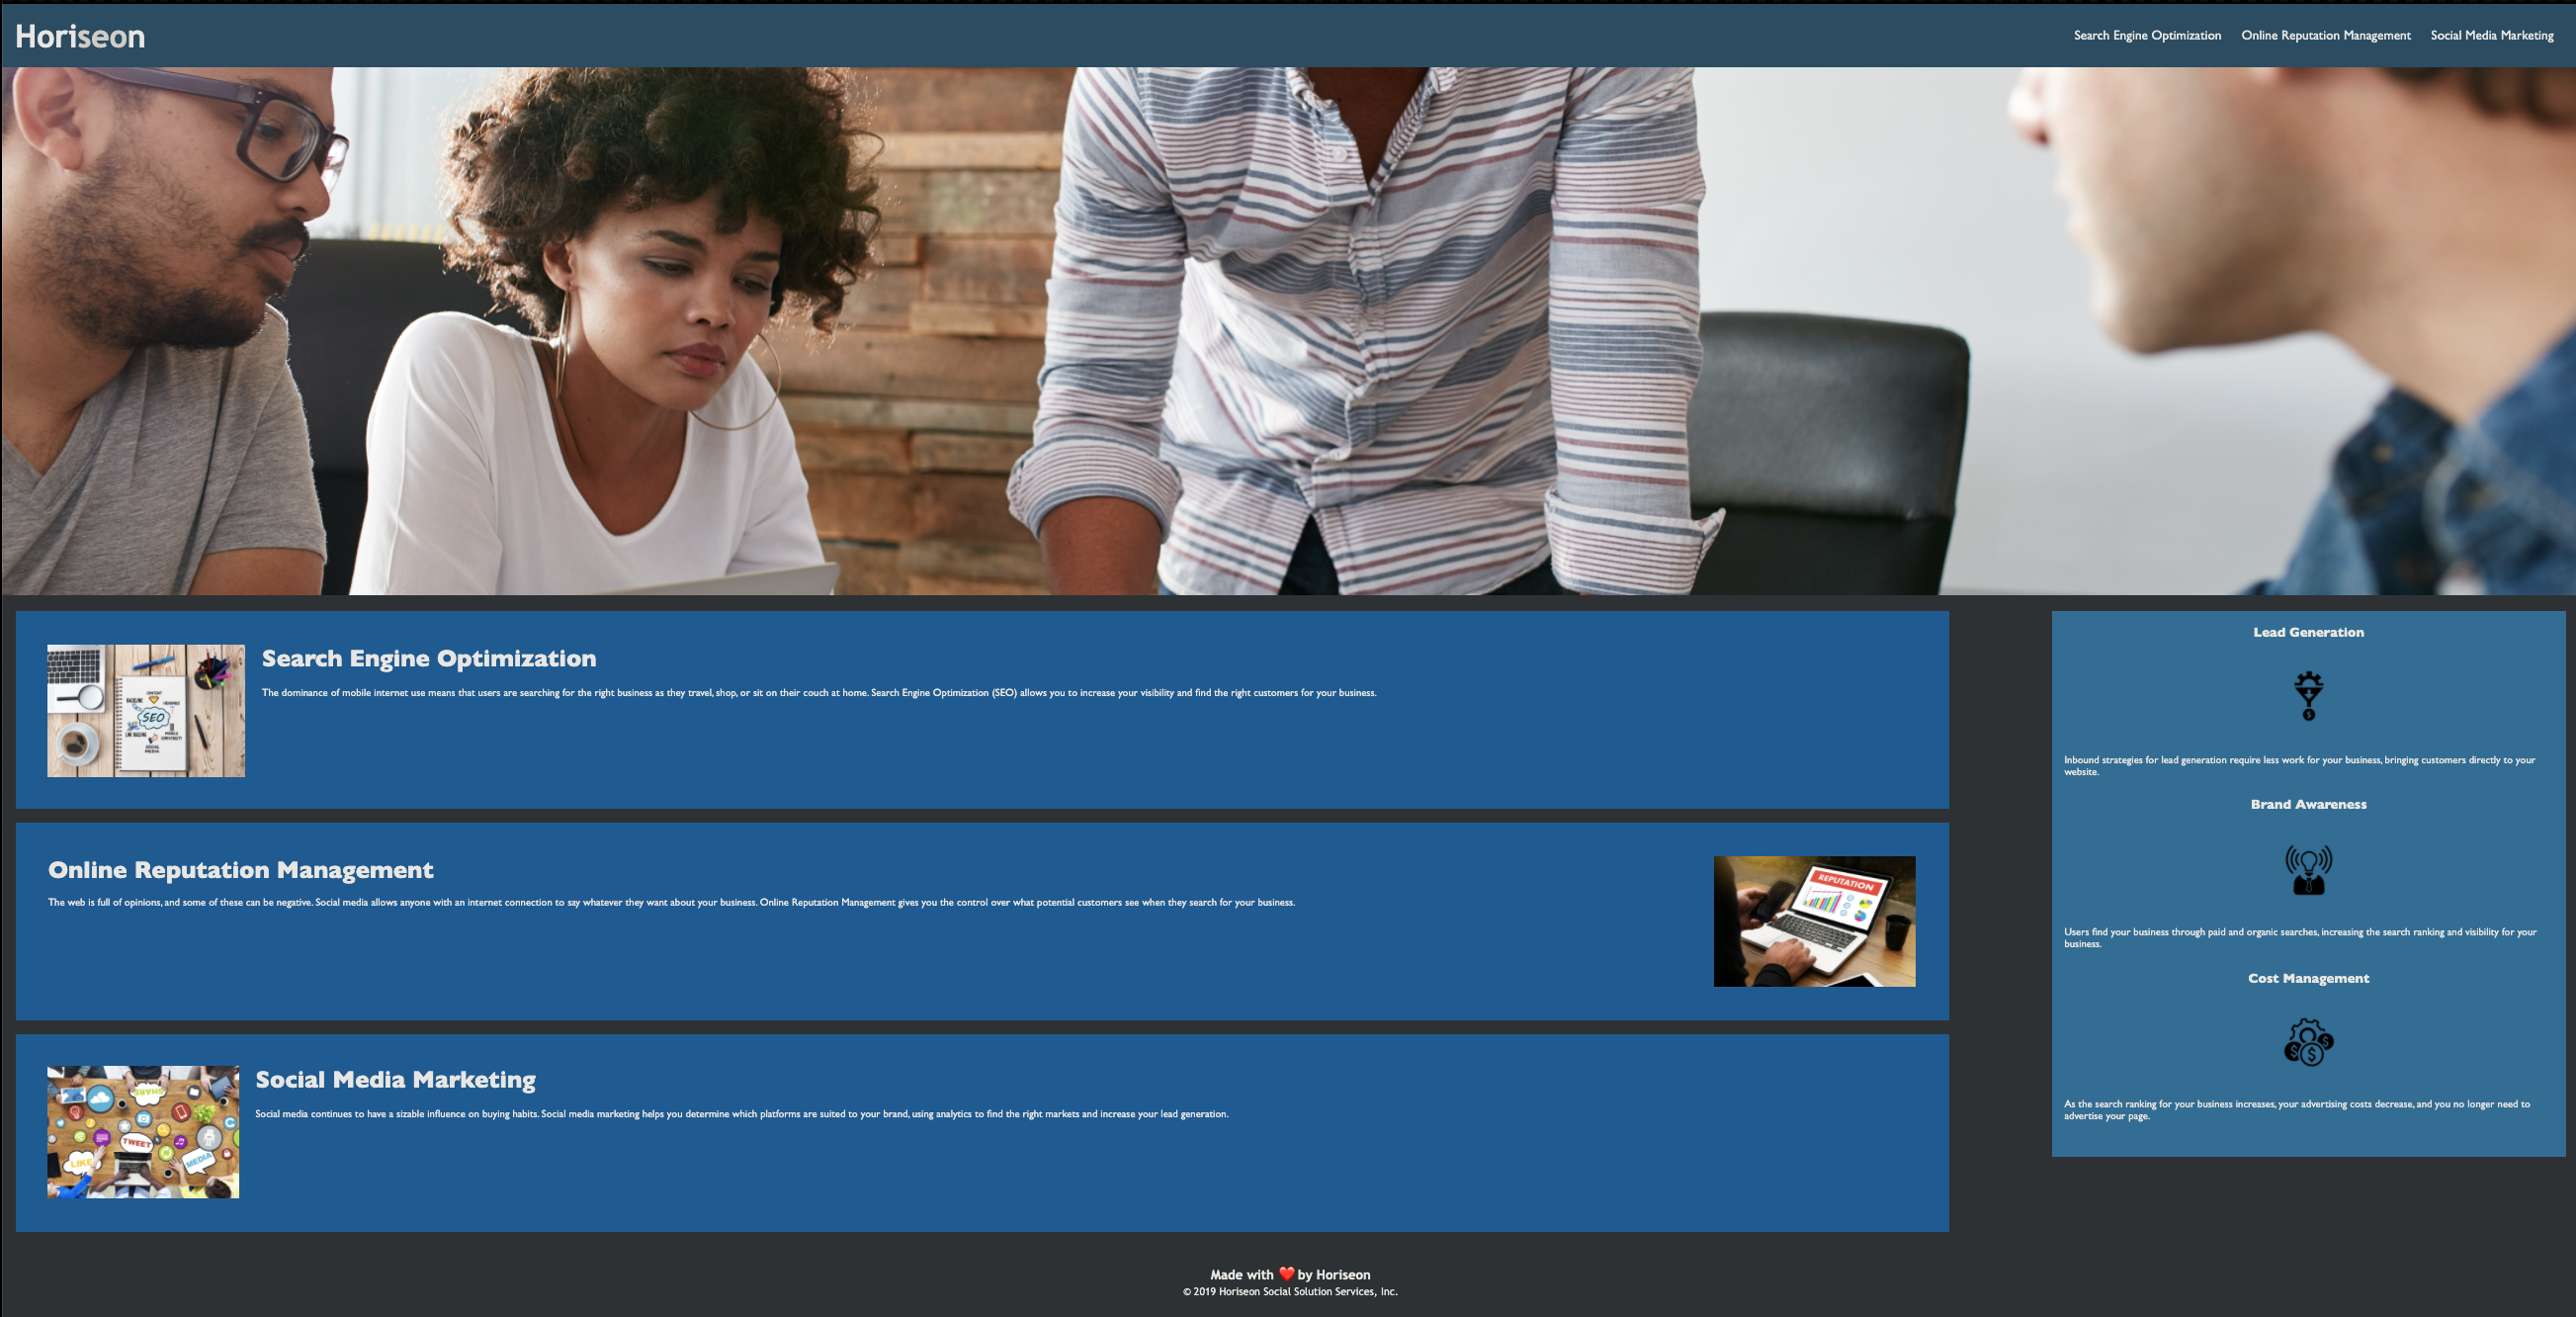 Horiseon
Search Engine Optimization
Online Reputation Management
Social Media Marketing
SEO
Search Engine Optimization
The dominance of mobile internet use means that users are searching for the right business as they travel, shop, or sit on their couch at home. Search Engine Optimization (SEO) allows you to increase your visibility and find the right customers for your business.
Online Reputation Management
The web is full of opinions, and some of these can be negative. Social media allows anyone with an internet connection to say whatever they want about your business. Online Reputation Management gives you the control over what potential customers see when they search for your business.
REPUTATION
SHARE
TWEET
LIKE
MEDIA
Social Media Marketing
Social media continues to have a sizable influence on buying habits. Social media marketing helps you determine which platforms are suited to your brand, using analytics to find the right markets and increase your lead generation.
Lead Generation
Inbound strategies for lead generation require less work for your business, bringing customers directly to your
website.
Brand Awareness
Users find your business through paid and organic searches, increasing the search ranking and visibility for your
business.
Cost Management
As the search ranking for your business increases, your advertising costs decrease, and you no longer need to
advertise your page.
Made with ❤️ by Horiseon
© 2019 Horiseon Social Solution Services, Inc.